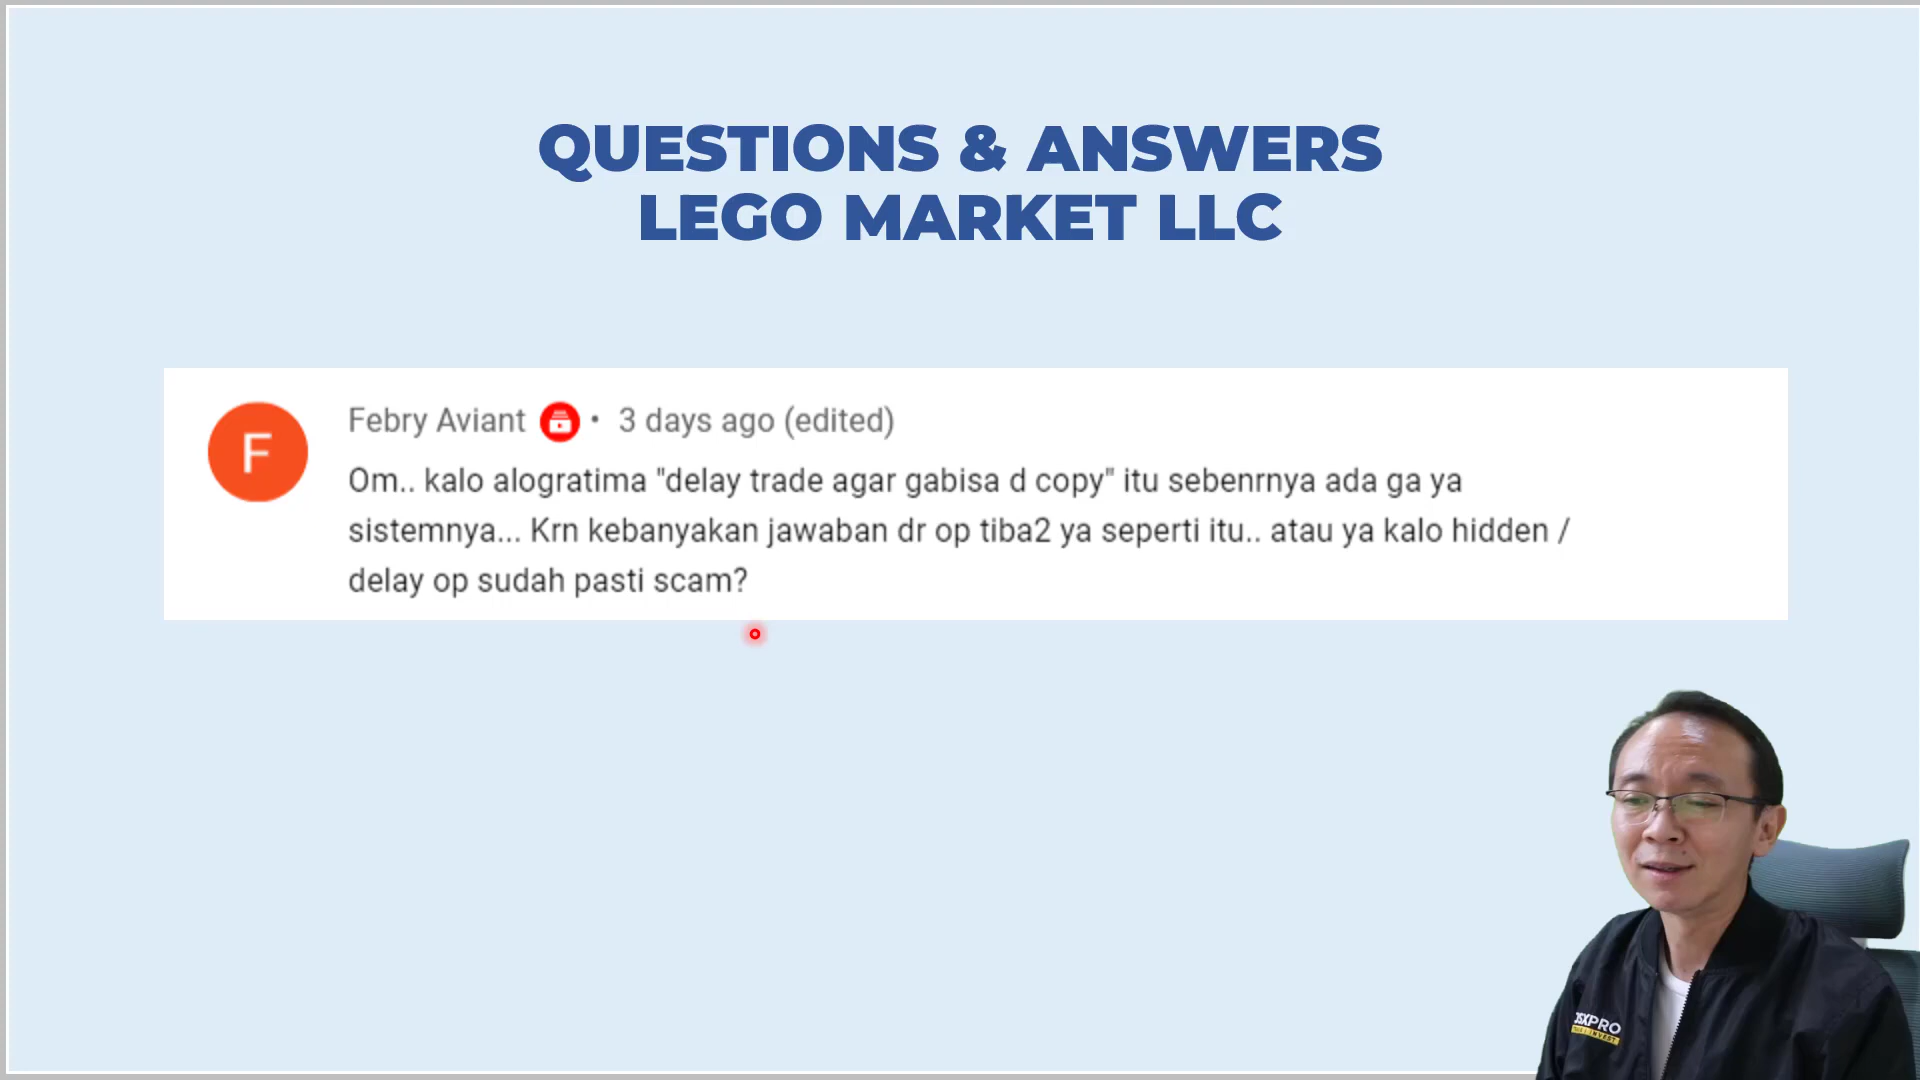 QUESTIONS & ANSWERS
LEGO MARKET LLC
F
Febry Aviant • 3 days ago (edited)
Om.. kalo alogratima "delay trade agar gabisa d copy" itu sebenrnya ada ga ya
sistemnya... Krn kebanyakan jawaban dr op tiba2 ya seperti itu.. atau ya kalo hidden /
delay op sudah pasti scam?
PRO